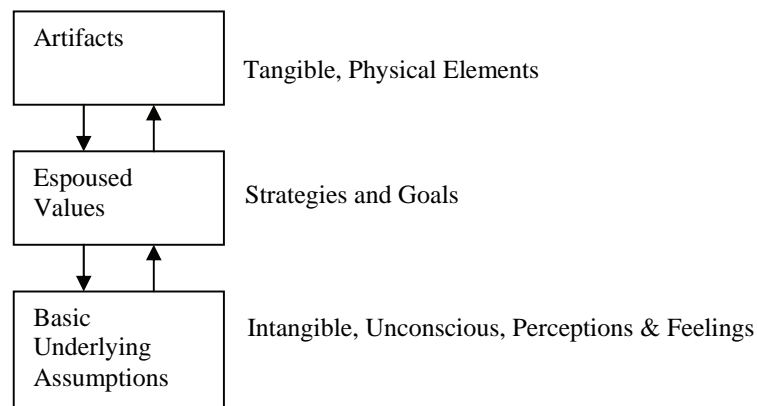 Artifacts
Tangible, Physical Elements
Espoused
Values
Strategies and Goals
Basic
Underlying
Assumptions
Intangible, Unconscious, Perceptions & Feelings